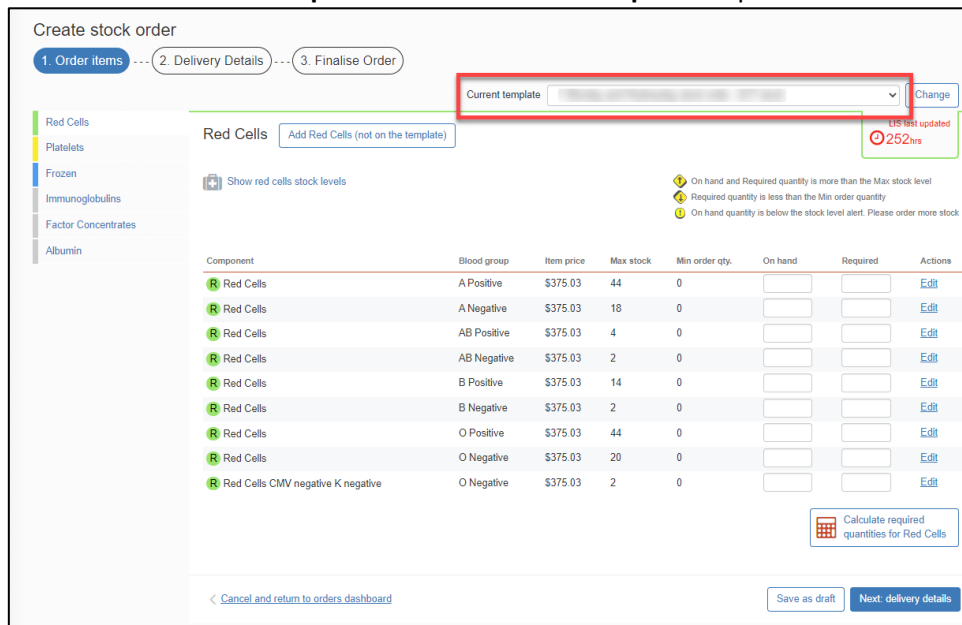 Create stock order
1. Order items --- 2. Delivery Details --- 3. Finalise Order
Current template Change
Red Cells
Platelets
Frozen
Immunoglobulins
Factor Concentrates
Albumin
Red Cells Add Red Cells (not on the template)
LIS last updated
252hrs
Show red cells stock levels
On hand and Required quantity is more than the Max stock level
Required quantity is less than the Min order quantity
On hand quantity is below the stock level alert. Please order more stock
Component Blood group Item price Max stock Min order qty. On hand Required Actions
R Red Cells A Positive $375.03 44 0 Edit
R Red Cells A Negative $375.03 18 0 Edit
R Red Cells AB Positive $375.03 4 0 Edit
R Red Cells AB Negative $375.03 2 0 Edit
R Red Cells B Positive $375.03 14 0 Edit
R Red Cells B Negative $375.03 2 0 Edit
R Red Cells O Positive $375.03 44 0 Edit
R Red Cells O Negative $375.03 20 0 Edit
R Red Cells CMV negative K negative O Negative $375.03 2 0 Edit
Calculate required
quantities for Red Cells
< Cancel and return to orders dashboard Save as draft Next: delivery details